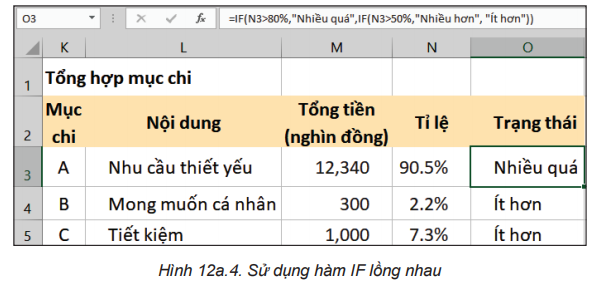 O3 fx =IF(N3>80%,"Nhiều quá",IF(N3>50%,"Nhiều hơn", "Ít hơn"))
K L M N O
1 Tổng hợp mục chi
2 Mục chi Nội dung Tổng tiền (nghìn đồng) Tỉ lệ Trạng thái
3 A Nhu cầu thiết yếu 12,340 90.5% Nhiều quá
4 B Mong muốn cá nhân 300 2.2% Ít hơn
5 C Tiết kiệm 1,000 7.3% Ít hơn
Hình 12a.4. Sử dụng hàm IF lồng nhau